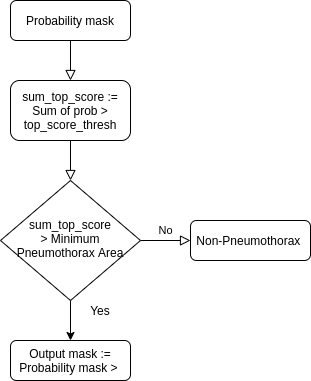 Probability mask
sum_top_score :=
Sum of prob >
top_score_thresh
sum_top_score
> Minimum
Pneumothorax Area
No
Non-Pneumothorax
Yes
Output mask :=
Probability mask >